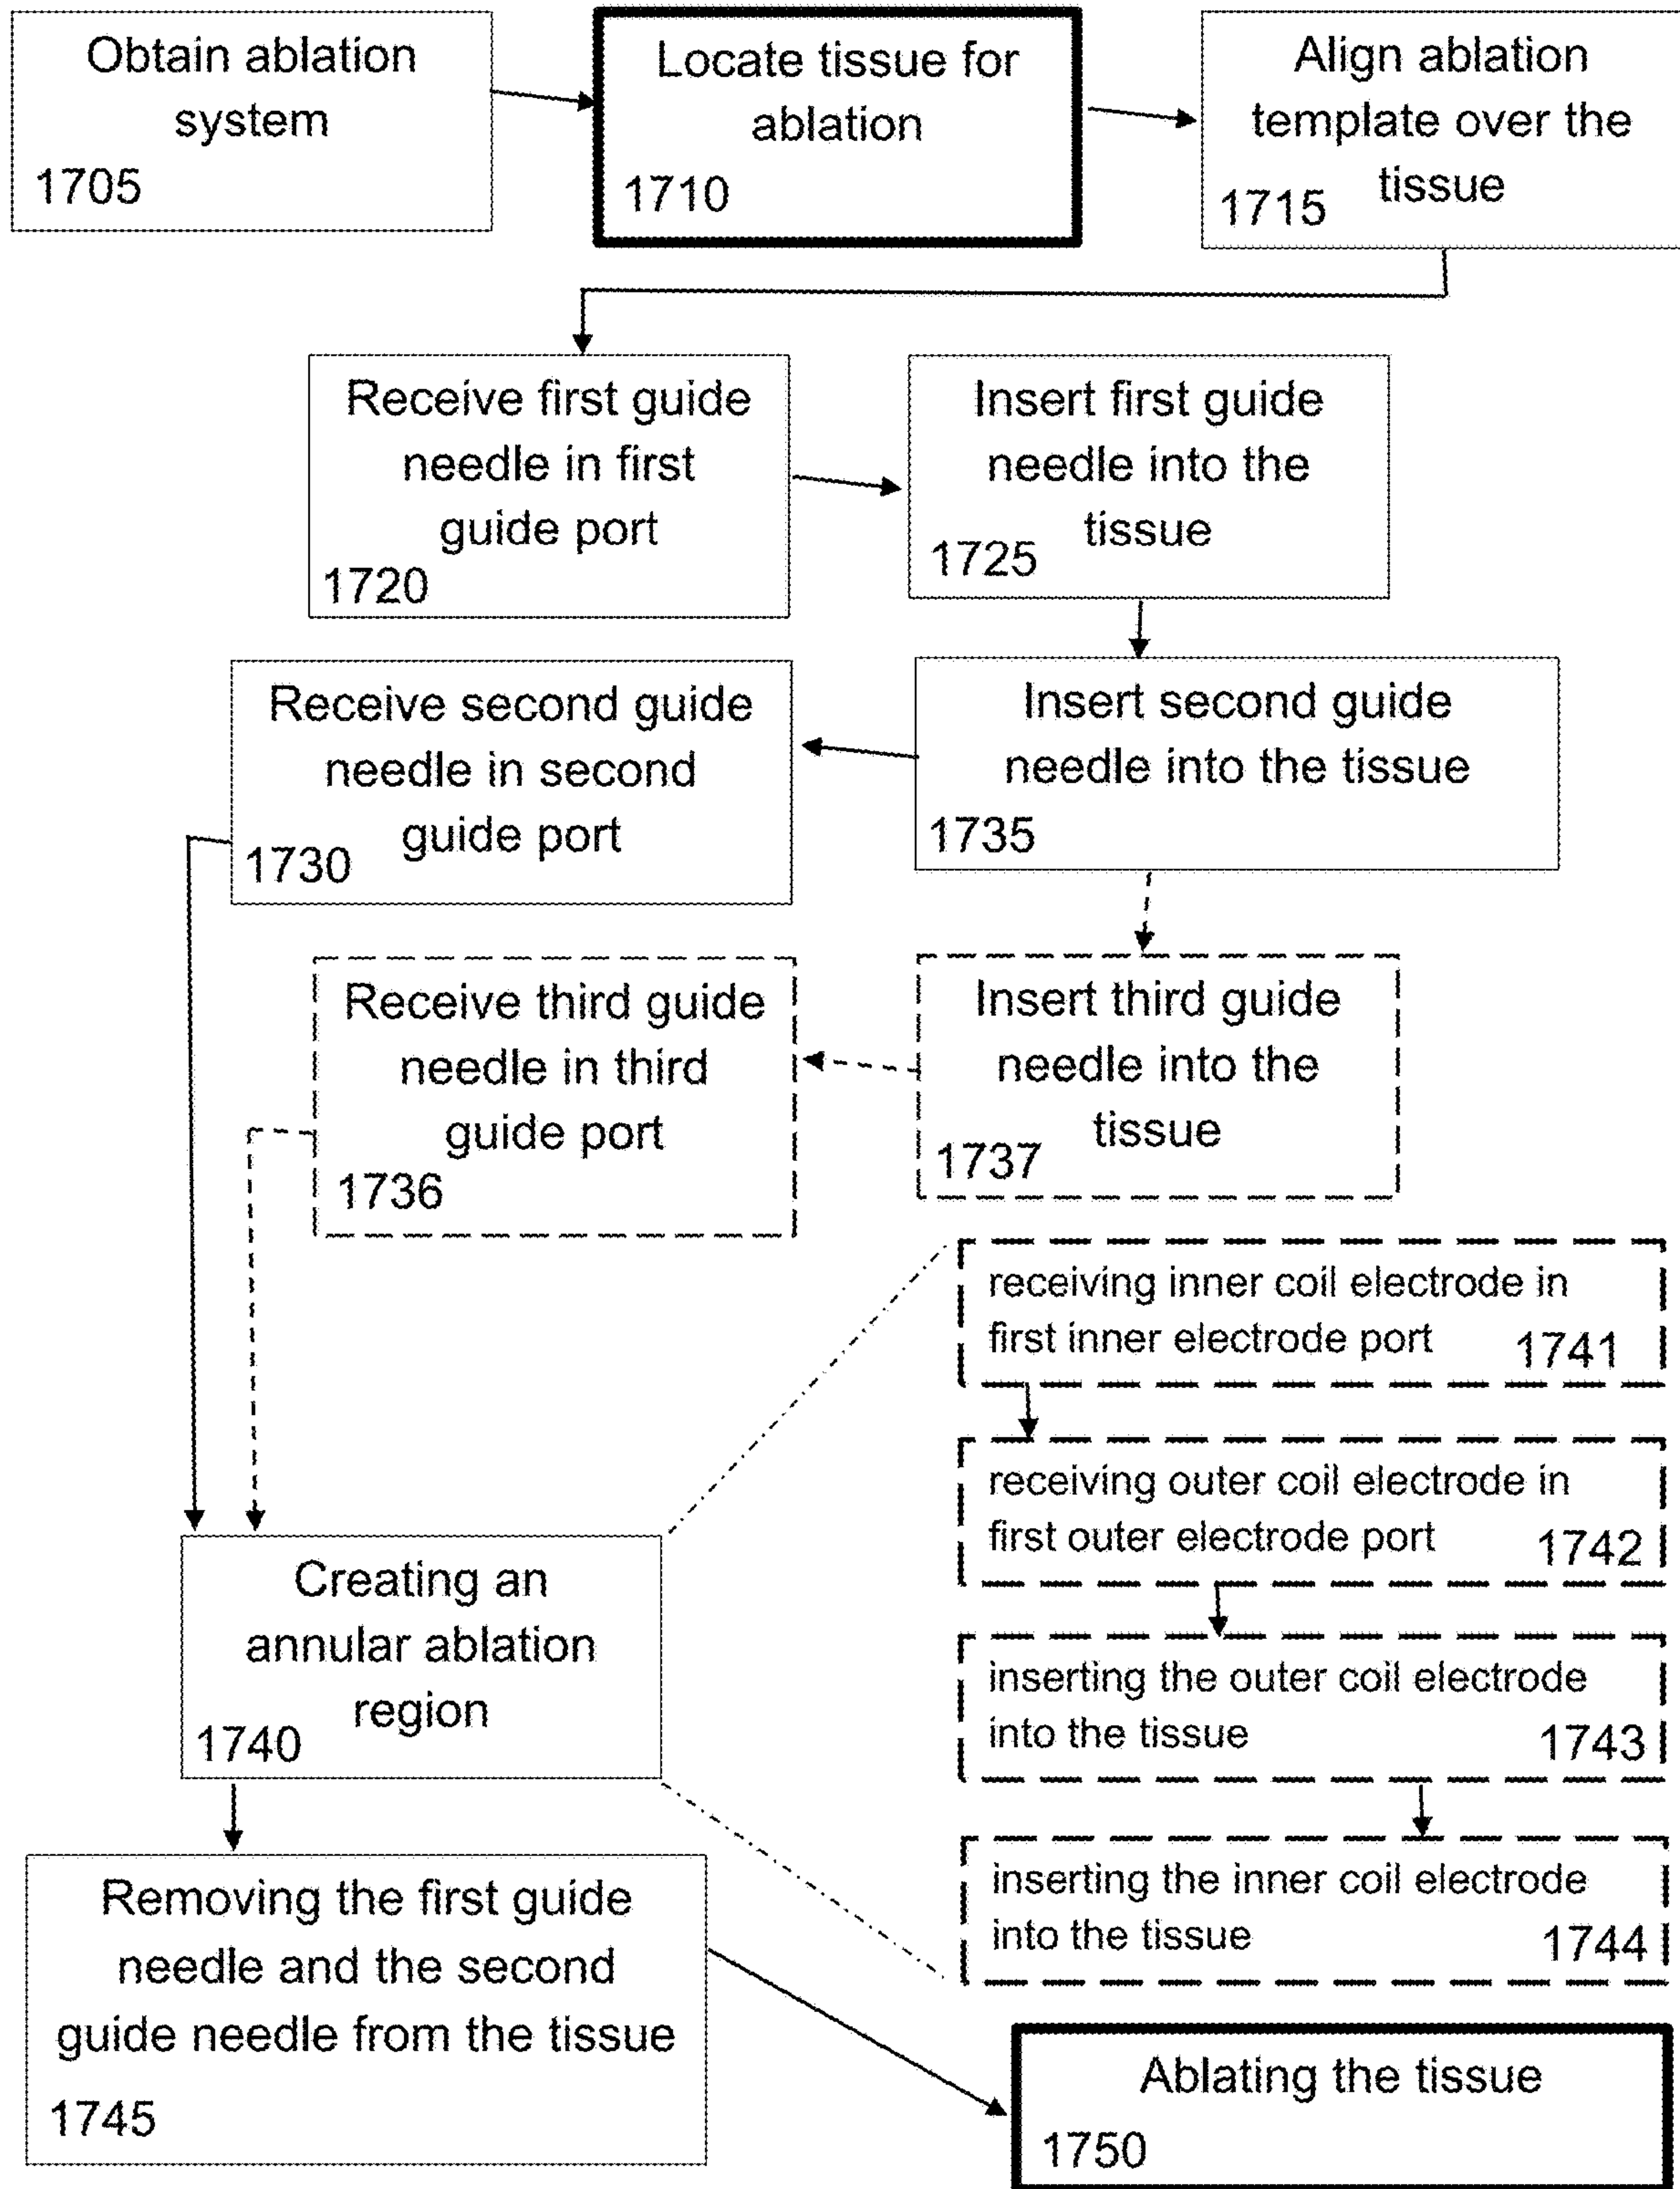 Obtain ablation
system
1705
Locate tissue for
ablation
1710
Align ablation
template over the
tissue
1715
Receive first guide
needle in first
guide port
1720
Insert first guide
needle into the
tissue
1725
Receive second guide
needle in second
guide port
1730
Insert second guide
needle into the tissue
1735
Receive third guide
needle in third
guide port
1736
Insert third guide
needle into the
tissue
1737
receiving inner coil electrode in
first inner electrode port 1741
receiving outer coil electrode in
first outer electrode port 1742
inserting the outer coil electrode
into the tissue 1743
inserting the inner coil electrode
into the tissue 1744
Creating an
annular ablation
region
1740
Removing the first guide
needle and the second
guide needle from the tissue
1745
Ablating the tissue
1750